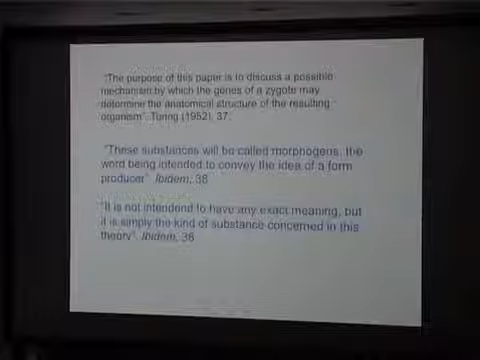 "The purpose of this paper is to discuss a possible
mechanism by which the genes of a zygote may
determine the anatomical structure of the resulting
organism". Turing (1952), 37.
"These substances will be called morphogens, the
word being intended to convey the idea of a form
producer" Ibidem, 38
"It is not intendend to have any exact meaning, but
it is simply the kind of substance concerned in this
theory". Ibidem, 38